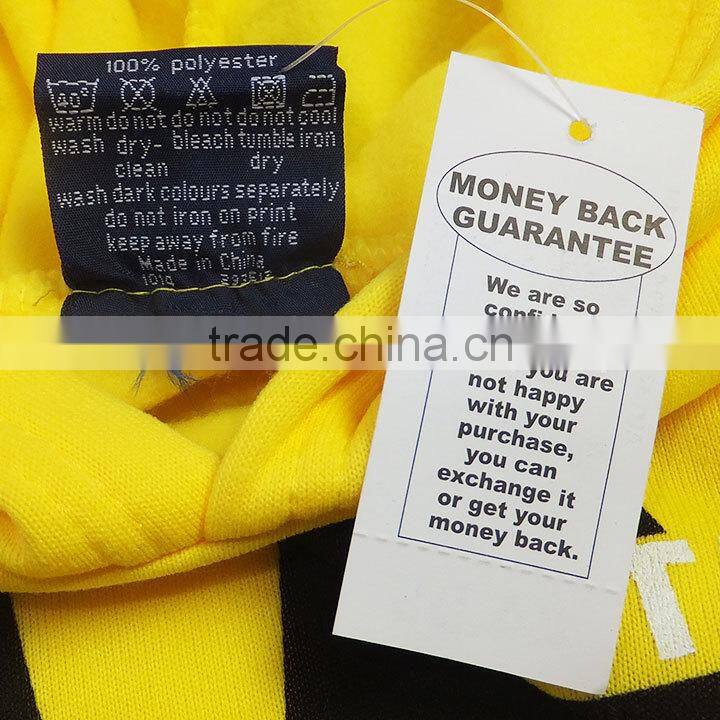 100% polyester
40°
warm do not do not do not cool
wash dry- bleach tumble iron
clean dry
wash dark colours separately
do not iron on print
keep away from fire
Made in China
MONEY BACK
GUARANTEE
We are so
trade.china.cn
you are
not happy
with your
purchase,
you can
exchange it
or get your
money back.
T